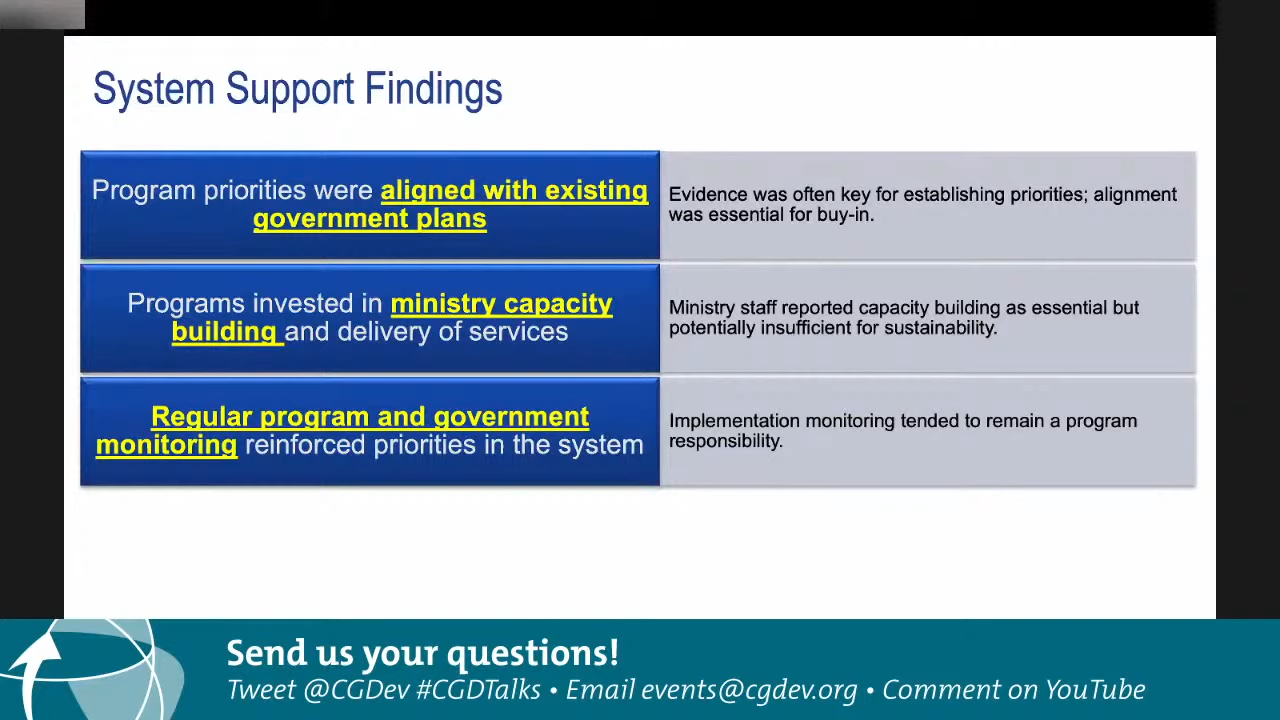 System Support Findings
Program priorities were aligned with existing
government plans
Evidence was often key for establishing priorities; alignment
was essential for buy-in.
Programs invested in ministry capacity
building and delivery of services
Ministry staff reported capacity building as essential but
potentially insufficient for sustainability.
Regular program and government
monitoring reinforced priorities in the system
Implementation monitoring tended to remain a program
responsibility.
Send us your questions!
Tweet @CGDev #CGDTalks • Email events@cgdev.org • Comment on YouTube